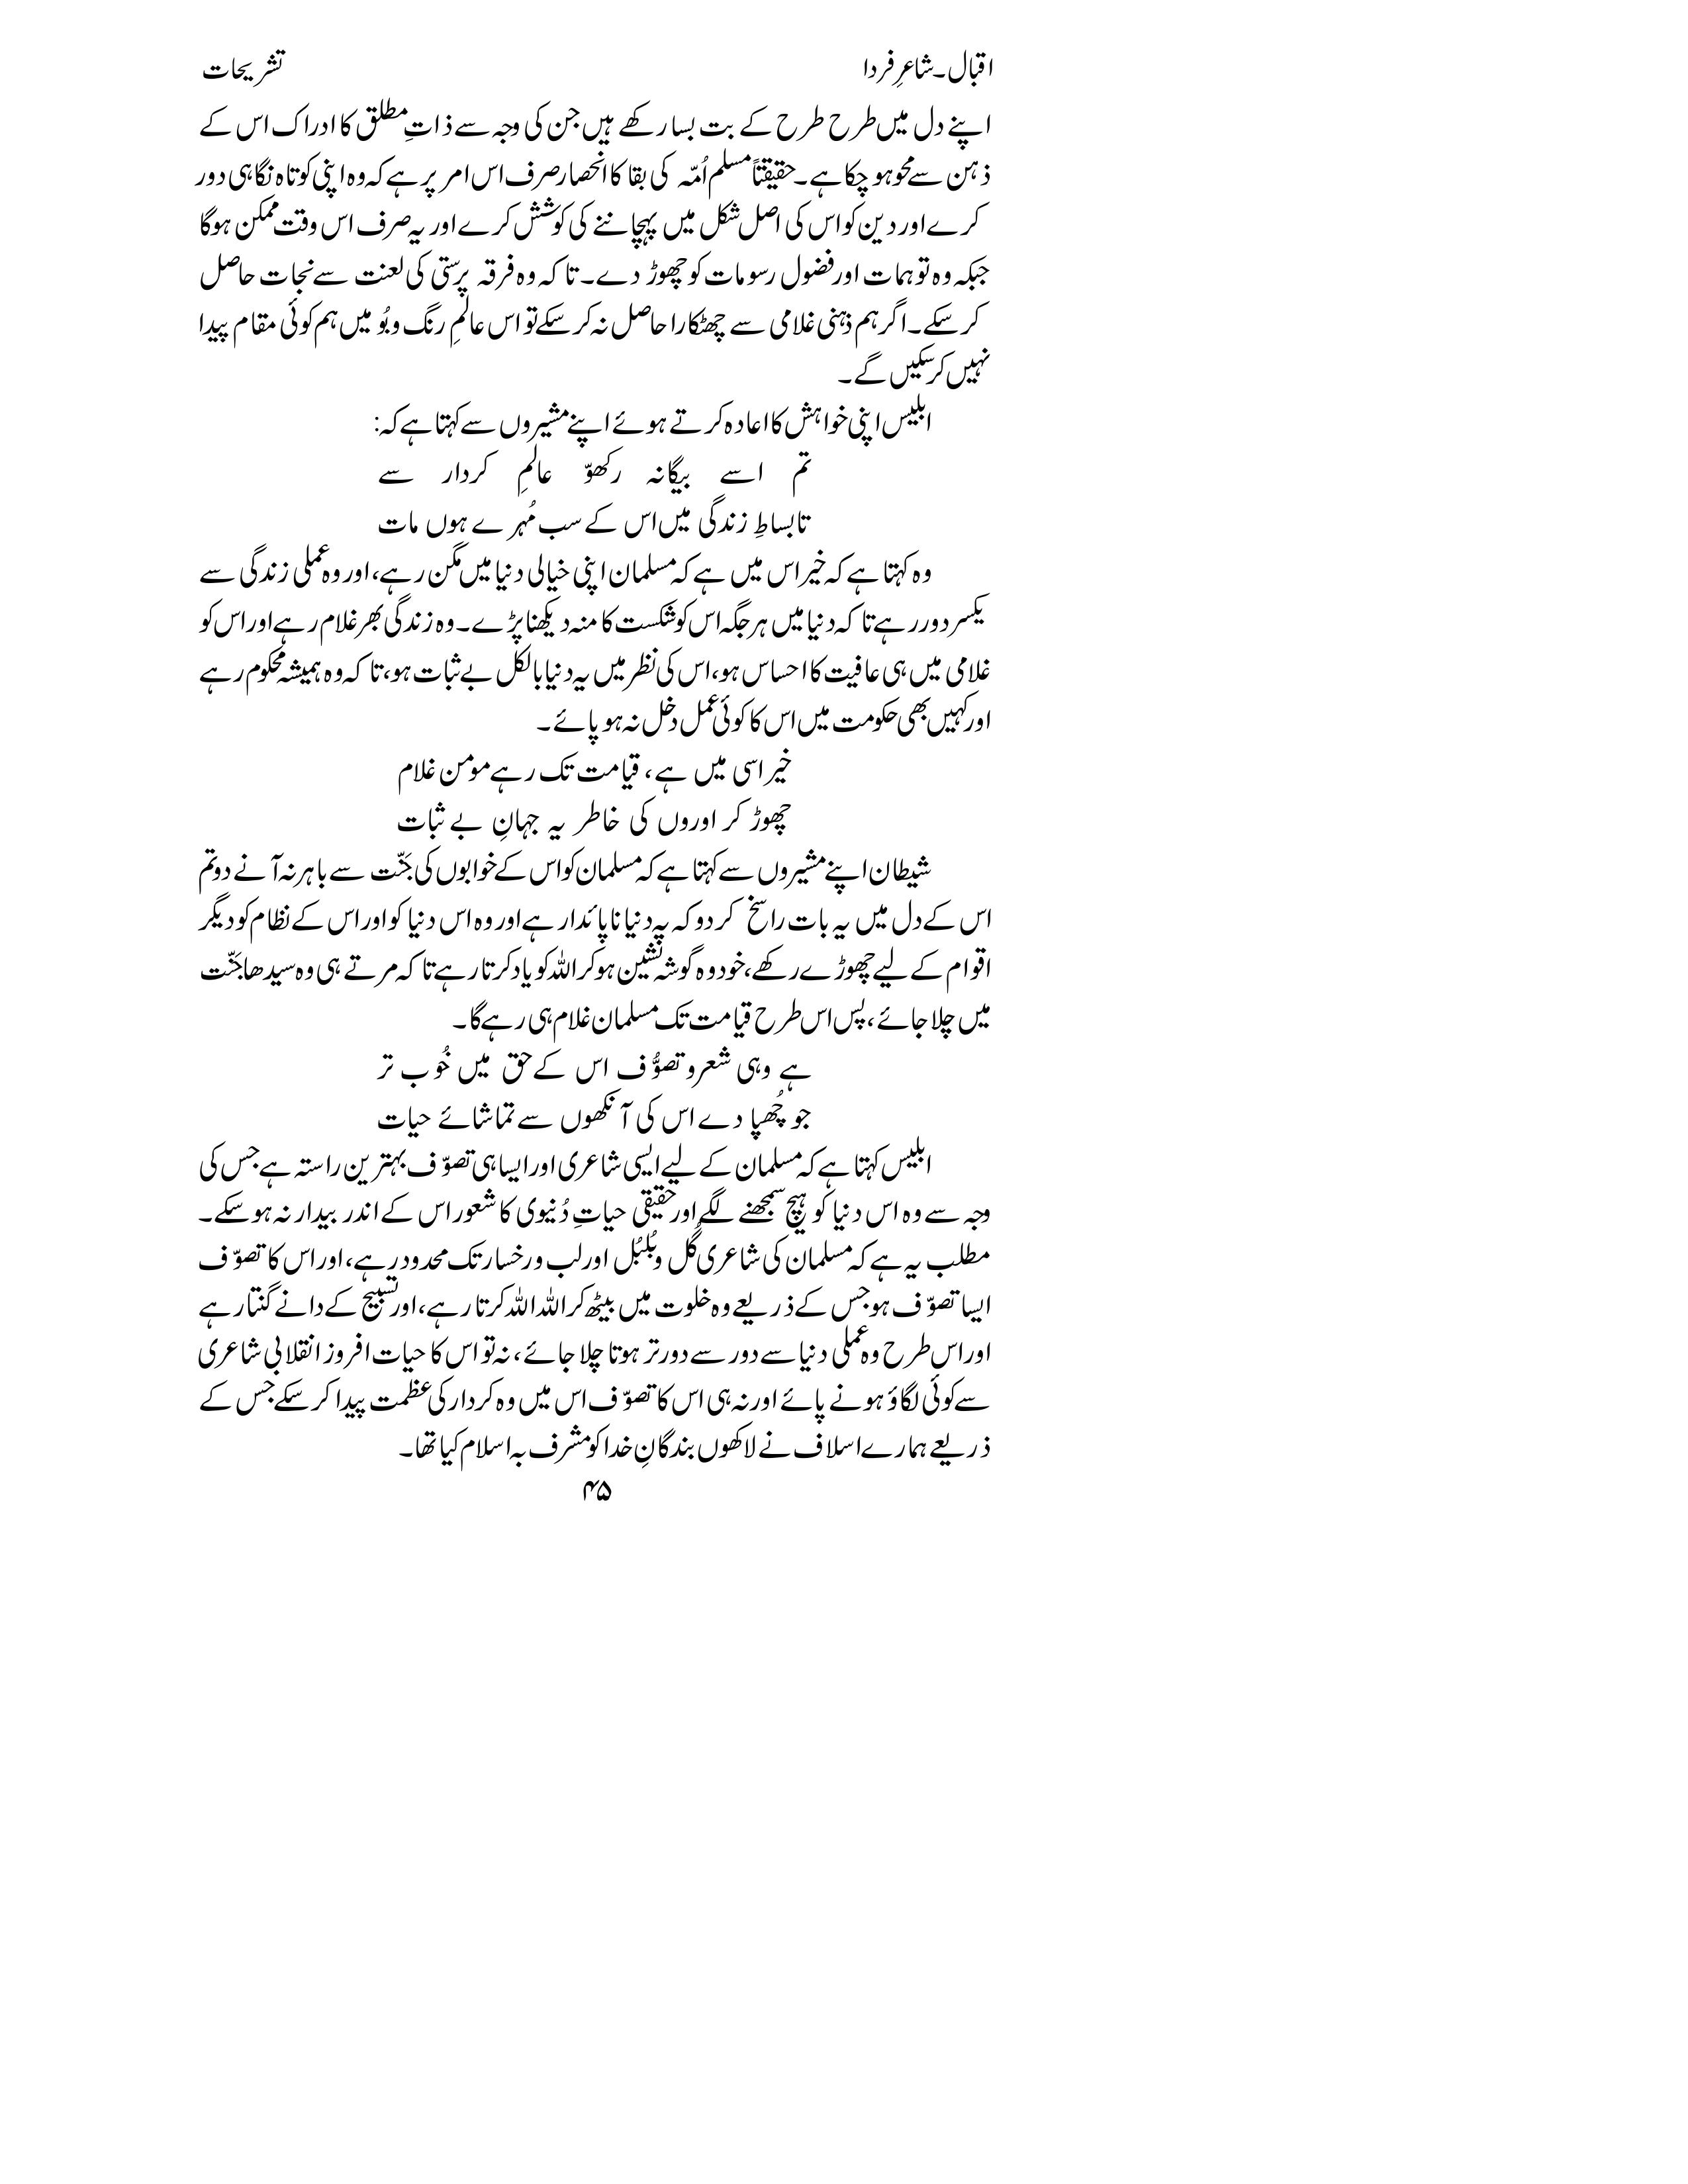 اقبال۔شاعرِ فردا
تشریحات
اپنے دل میں طرح طرح کے بت بسا رکھے ہیں جن کی وجہ سے ذاتِ مطلق کا ادراک اس کے
ذہن سے محو ہو چکا ہے۔ حقیقتاً مسلم اُمّہ کی بقا کا انحصار صرف اس امر پر ہے کہ وہ اپنی کوتاہ نگاہی دور
کرے اور دین کو اس کی اصل شکل میں پہچاننے کی کوشش کرے اور یہ صرف اس وقت ممکن ہوگا
جبکہ وہ توہمات اور فضول رسومات کو چھوڑ دے۔ تاکہ وہ فرقہ پرستی کی لعنت سے نجات حاصل
کر سکے۔ اگر ہم ذہنی غلامی سے چھٹکارا حاصل نہ کر سکے تو اس عالمِ رنگ و بُو میں ہم کوئی مقام پیدا
نہیں کر سکیں گے۔
ابلیس اپنی خواہش کا اعادہ کرتے ہوئے اپنے مشیروں سے کہتا ہے کہ:
تم اسے بیگانہ رکھوّ عالمِ کردار سے
تابساطِ زندگی میں اس کے سب مُہرے ہوں مات
وہ کہتا ہے کہ خیر اس میں ہے کہ مسلمان اپنی خیالی دنیا میں مگن رہے، اور وہ عملی زندگی سے
یکسر دور رہے تاکہ دنیا میں ہر جگہ اس کو شکست کا منہ دیکھنا پڑے۔ وہ زندگی بھر غلام رہے اور اس کو
غلامی میں ہی عافیت کا احساس ہو، اس کی نظر میں یہ دنیا بالکل بے ثبات ہو، تاکہ وہ ہمیشہ محکوم رہے
اور کہیں بھی حکومت میں اس کا کوئی عمل دخل نہ ہو پائے۔
خیر اسی میں ہے، قیامت تک رہے مومن غلام
چھوڑ کر اوروں کی خاطر یہ جہانِ بے ثبات
شیطان اپنے مشیروں سے کہتا ہے کہ مسلمان کو اس کے خوابوں کی جَنّت سے باہر نہ آنے دو تم
اس کے دل میں یہ بات راسخ کر دو کہ یہ دنیا ناپائدار ہے اور وہ اس دنیا کو اور اس کے نظام کو دیگر
اقوام کے لیے چھوڑے رکھے، خود وہ گوشہ نشین ہو کر اللہ کو یاد کرتا رہے تاکہ مرتے ہی وہ سیدھا جَنّت
میں چلا جائے، پس اس طرح قیامت تک مسلمان غلام ہی رہے گا۔
ہے وہی شعر و تصوُّف اس کے حق میں خُوب تر
جو چُھپا دے اس کی آنکھوں سے تماشائے حیات
ابلیس کہتا ہے کہ مسلمان کے لیے ایسی شاعری اور ایسا ہی تصوّف بہترین راستہ ہے جس کی
وجہ سے وہ اس دنیا کو ہیچ سمجھنے لگے اور حقیقی حیاتِ دُنیوی کا شعور اس کے اندر بیدار نہ ہو سکے۔
مطلب یہ ہے کہ مسلمان کی شاعری گُل و بُلبُل اور لب و رخسار تک محدود رہے، اور اس کا تصوّف
ایسا تصوّف ہو جس کے ذریعے وہ خلوت میں بیٹھ کر اللہ اللہ کرتا رہے، اور تسبیح کے دانے گنتا رہے
اور اس طرح وہ عملی دنیا سے دور سے دور تر ہوتا چلا جائے، نہ تو اس کا حیات افروز انقلابی شاعری
سے کوئی لگاؤ ہونے پائے اور نہ ہی اس کا تصوّف اس میں وہ کردار کی عظمت پیدا کر سکے جس کے
ذریعے ہمارے اسلاف نے لاکھوں بندگانِ خدا کو مشرف بہ اسلام کیا تھا۔
۴۵